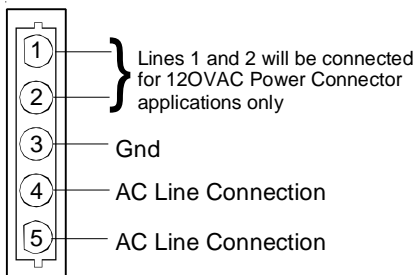 1
Lines 1 and 2 will be connected
for 12OVAC Power Connector
2
applications only
3
Gnd
4
AC Line Connection
5
AC Line Connection